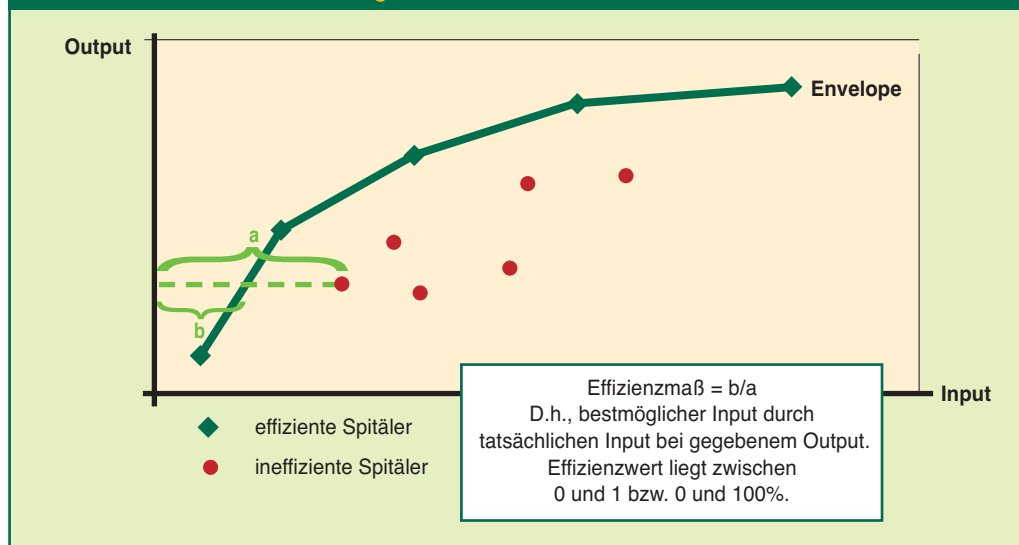 Output
Envelope
a
b
Input
effiziente Spitäler
ineffiziente Spitäler
Effizienzmaß = b/a
D.h., bestmöglicher Input durch
tatsächlichen Input bei gegebenem Output.
Effizienzwert liegt zwischen
0 und 1 bzw. 0 und 100%.